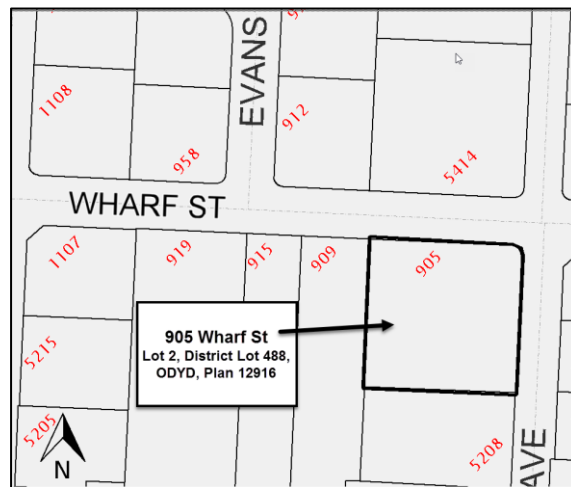 EVANS
1108
958
912
5414
WHARF ST
1107
919
915
909
905
905 Wharf St
Lot 2, District Lot 488,
ODYD, Plan 12916
5215
5205
N
5208
AVE